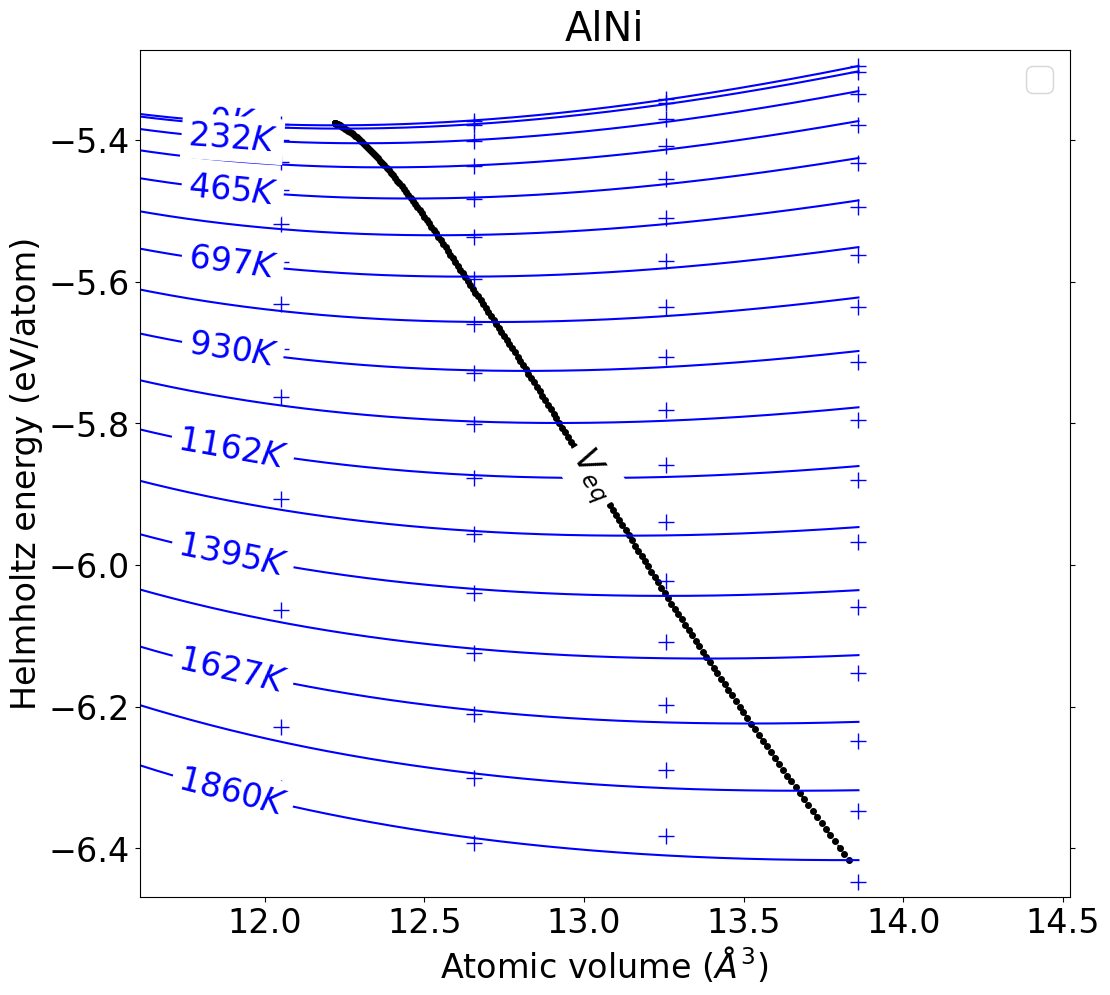 AlNi
Helmholtz energy (eV/atom)
−5.4
−5.6
−5.8
−6.0
−6.2
−6.4
0K
232K
465K
697K
930K
1162K
1395K
1627K
1860K
V_eq
12.0 12.5 13.0 13.5 14.0 14.5
Atomic volume (Å³)